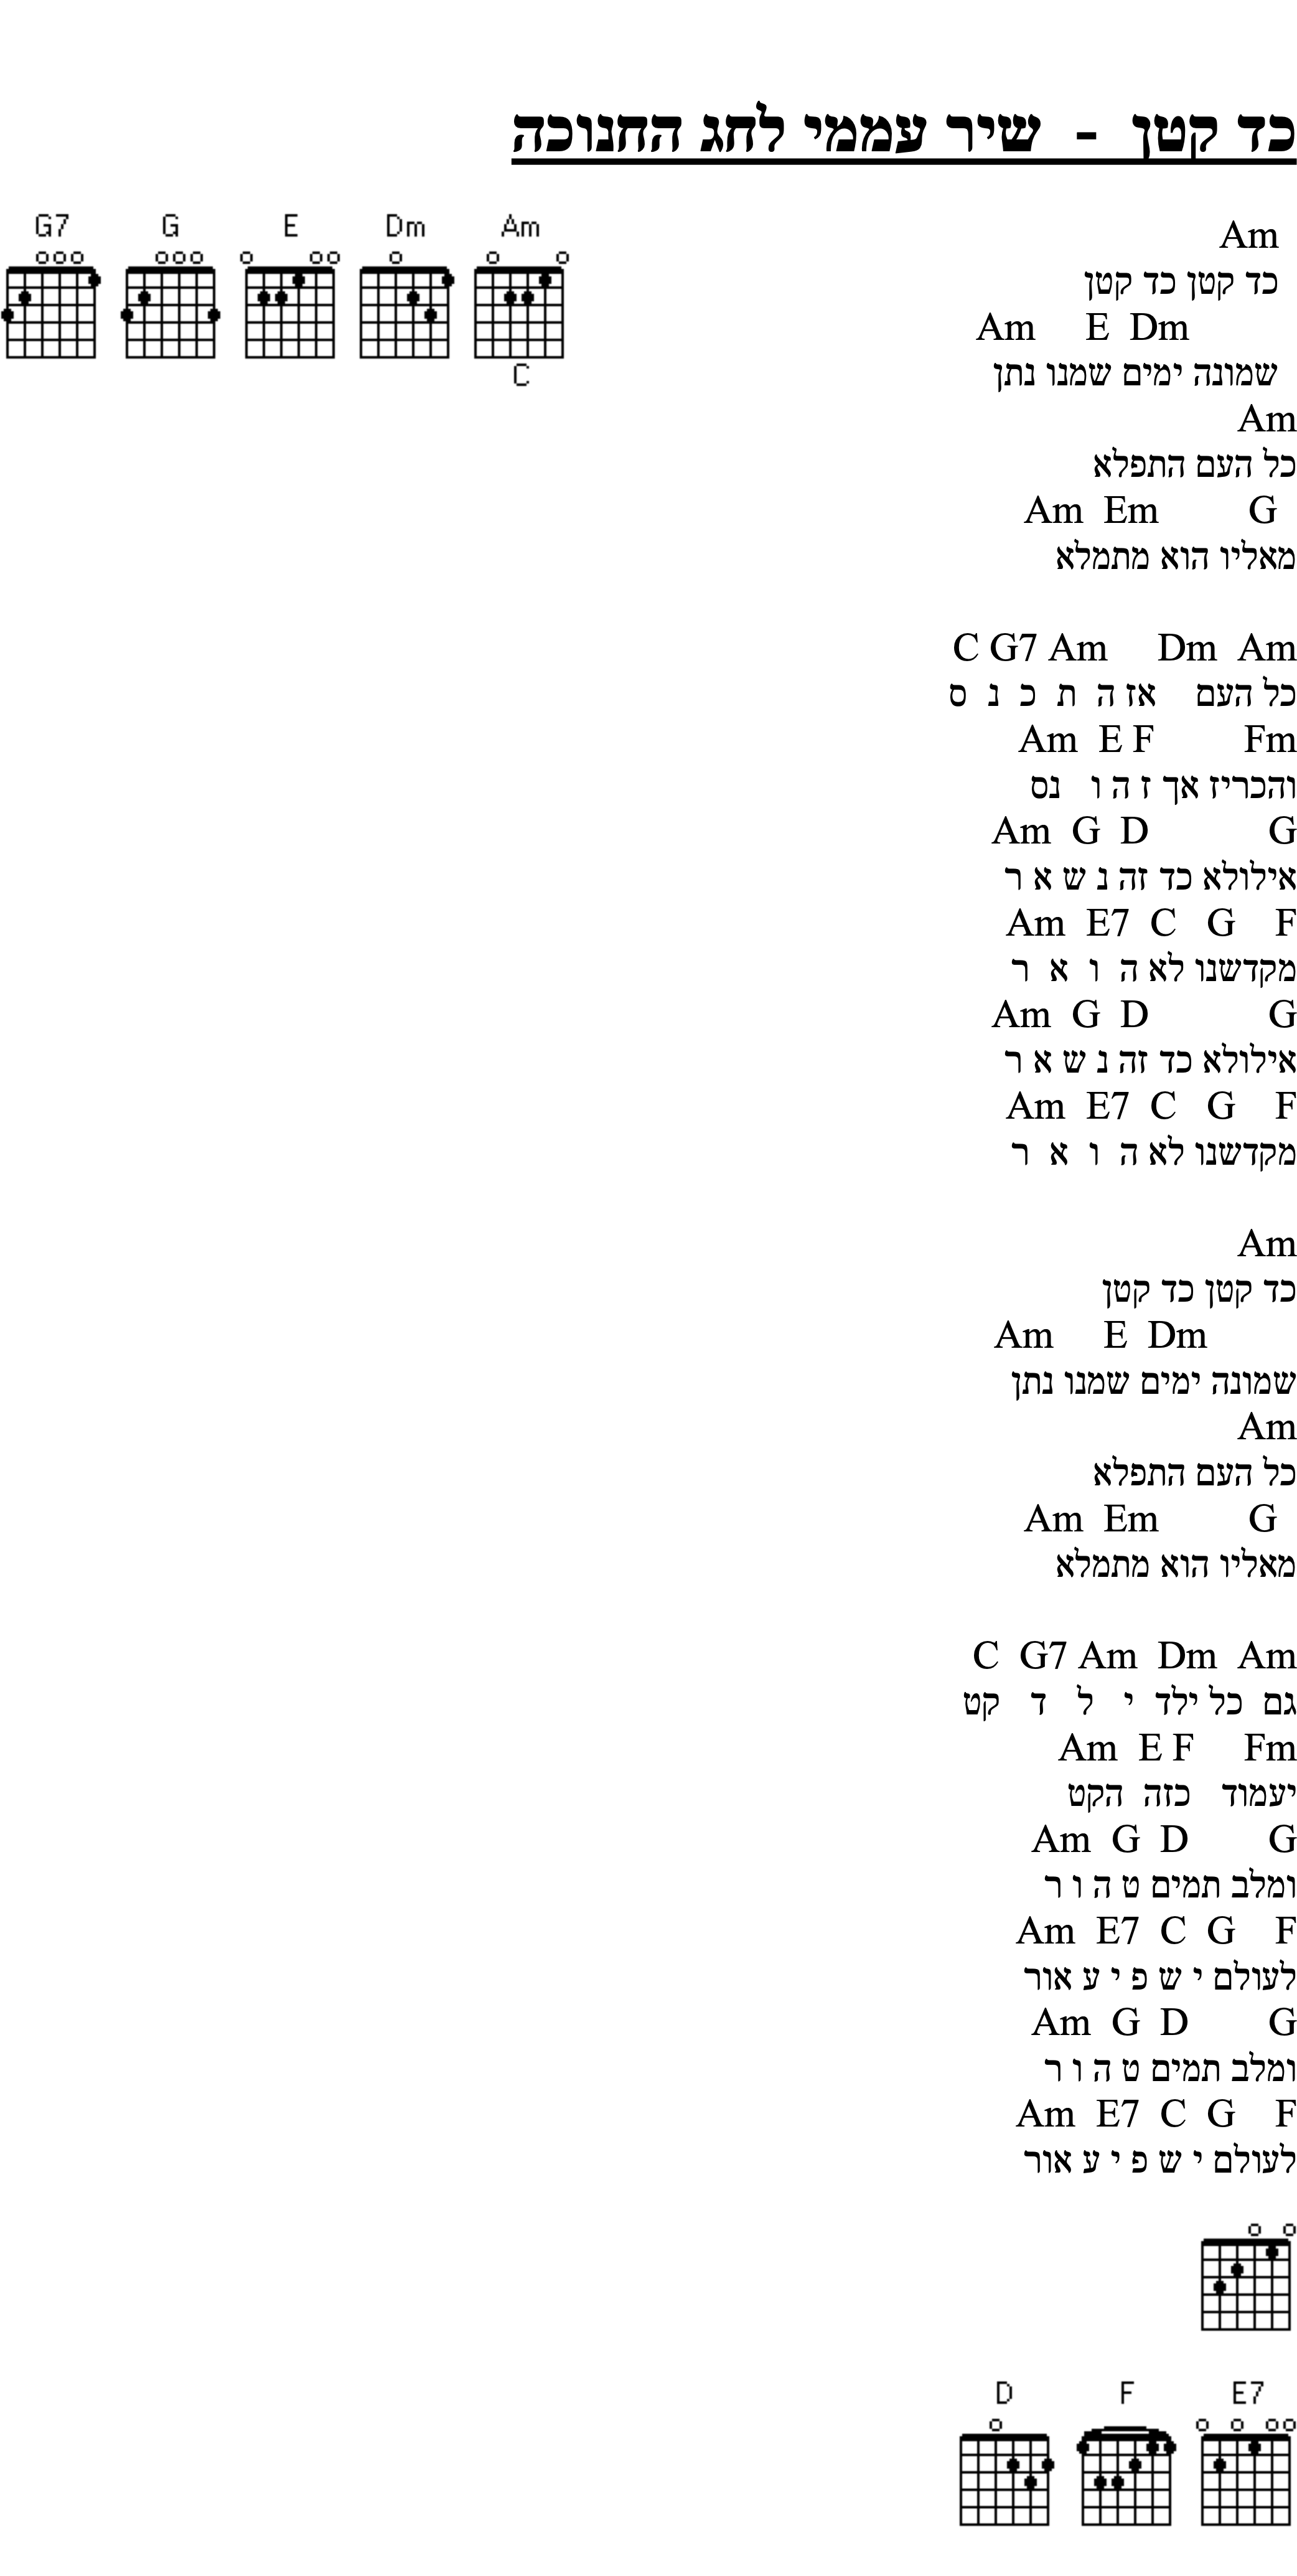 כד קטן - שיר עממי לחג החנוכה
G7 G E Dm Am
C
Am
כד קטן כד קטן
Am E Dm
שמונה ימים שמנו נתן
Am
כל העם התפלא
Am Em G
מאליו הוא מתמלא
C G7 Am Dm Am
כל העם אז ה ת כ נ ס
Am E F Fm
והכריז אך ז ה ו נס
Am G D G
אילולא כד זה נ ש א ר
Am E7 C G F
מקדשנו לא ה ו א ר
Am G D G
אילולא כד זה נ ש א ר
Am E7 C G F
מקדשנו לא ה ו א ר
Am
כד קטן כד קטן
Am E Dm
שמונה ימים שמנו נתן
Am
כל העם התפלא
Am Em G
מאליו הוא מתמלא
C G7 Am Dm Am
גם כל ילד י ל ד קט
Am E F Fm
יעמוד כזה הקט
Am G D G
ומלב תמים ט ה ו ר
Am E7 C G F
לעולם י ש פ י ע אור
Am G D G
ומלב תמים ט ה ו ר
Am E7 C G F
לעולם י ש פ י ע אור
D F E7